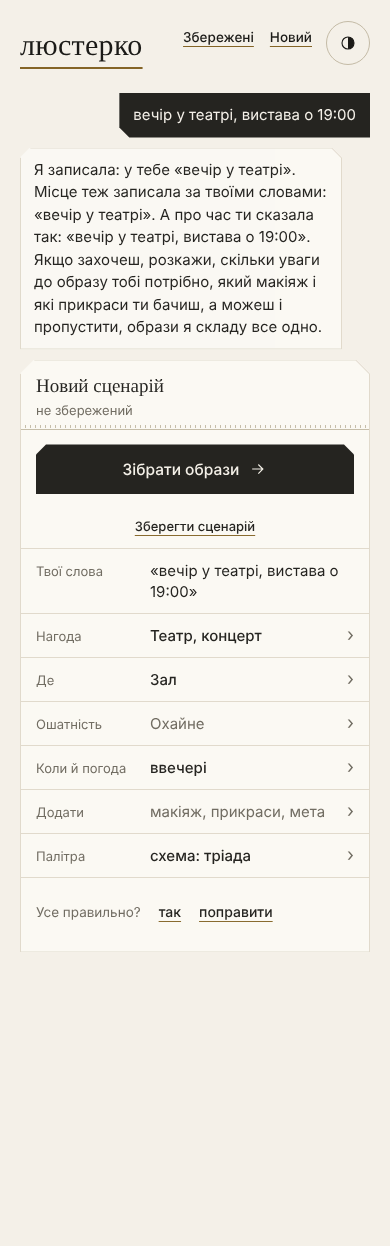 люстерко
Збережені Новий
вечір у театрі, вистава о 19:00
Я записала: у тебе «вечір у театрі».
Місце теж записала за твоїми словами:
«вечір у театрі». А про час ти сказала
так: «вечір у театрі, вистава о 19:00».
Якщо захочеш, розкажи, скільки уваги
до образу тобі потрібно, який макіяж і
які прикраси ти бачиш, а можеш і
пропустити, образи я складу все одно.
Новий сценарій
не збережений
Зібрати образи →
Зберегти сценарій
Твої слова «вечір у театрі, вистава о
19:00»
Нагода Театр, концерт
Де Зал
Ошатність Охайне
Коли й погода ввечері
Додати макіяж, прикраси, мета
Палітра схема: тріада
Усе правильно? так поправити